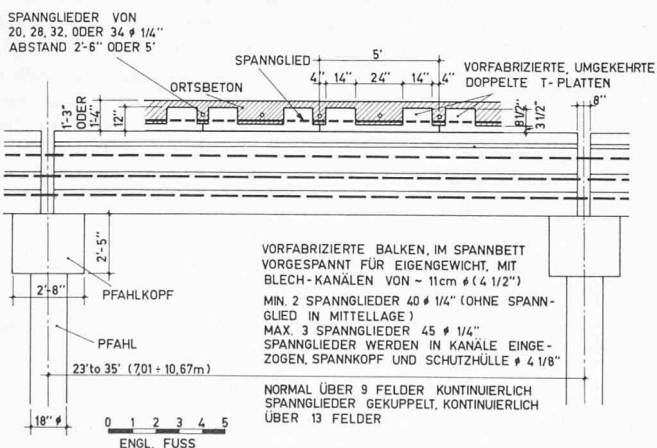 SPANNGLIEDER VON
20, 28, 32, ODER 34 ϕ 1/4"
ABSTAND 2'-6" ODER 5'
SPANNGLIED
5'
4" 14" 24" 14" 4"
VORFABRIZIERTE, UMGEKEHRTE
DOPPELTE T-PLATTEN
ORTSBETON
8"
1'-3"
ODER
1'-4"
12"
8 1/2"
3 1/2"
2'-5"
PFAHLKOPF
2'-8"
PFAHL
VORFABRIZIERTE BALKEN, IM SPANNBETT
VORGESPANNT FÜR EIGENGEWICHT, MIT
BLECH-KANÄLEN VON ~ 11cm ϕ (4 1/2")
MIN. 2 SPANNGLIEDER 40 ϕ 1/4" (OHNE SPANN-
GLIED IN MITTELLAGE)
MAX. 3 SPANNGLIEDER 45 ϕ 1/4"
SPANNGLIEDER WERDEN IN KANÄLE EINGE-
ZOGEN, SPANNKOPF UND SCHUTZHÜLLE ϕ 4 1/8"
23' to 35' (7,01 ÷ 10,67m)
NORMAL ÜBER 9 FELDER KUNTINUIERLICH
SPANNGLIEDER GEKUPPELT, KONTINUIERLICH
ÜBER 13 FELDER
18" ϕ
0 1 2 3 4 5
ENGL. FUSS